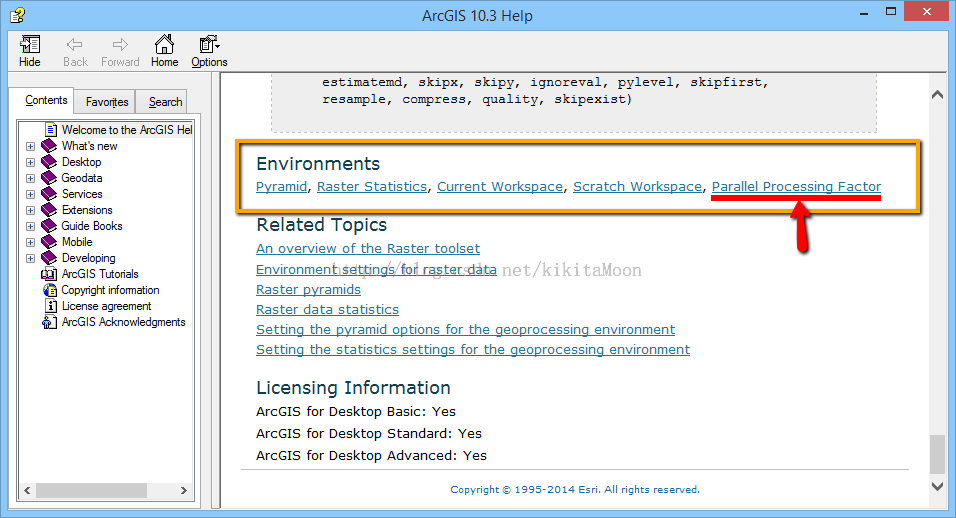 ArcGIS 10.3 Help
Hide Back Forward Home Options
Contents Favorites Search
Welcome to the ArcGIS Hel
What's new
Desktop
Geodata
Services
Extensions
Guide Books
Mobile
Developing
ArcGIS Tutorials
Copyright information
License agreement
ArcGIS Acknowledgments
estimatemd, skipx, skipy, ignoreval, pylevel, skipfirst,
resample, compress, quality, skipexist)
Environments
Pyramid, Raster Statistics, Current Workspace, Scratch Workspace, Parallel Processing Factor
Related Topics
An overview of the Raster toolset
Environment settings for raster data
http://blog.csdn.net/kikitaMoon
Raster pyramids
Raster data statistics
Setting the pyramid options for the geoprocessing environment
Setting the statistics settings for the geoprocessing environment
Licensing Information
ArcGIS for Desktop Basic: Yes
ArcGIS for Desktop Standard: Yes
ArcGIS for Desktop Advanced: Yes
Copyright © 1995-2014 Esri. All rights reserved.